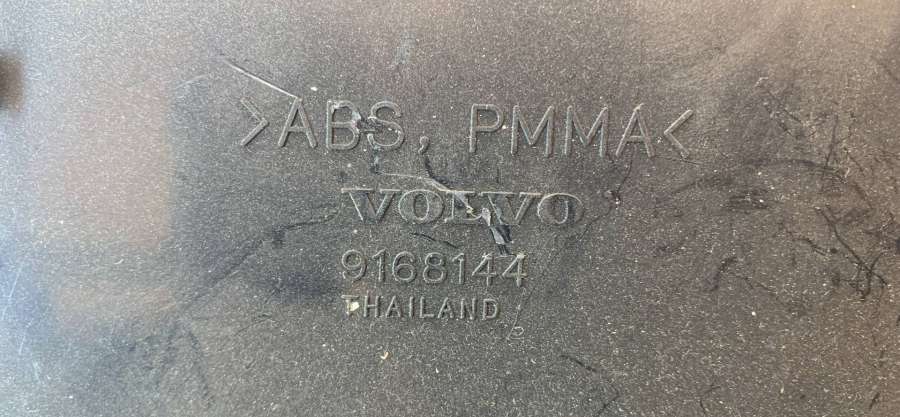 >ABS, PMMA<
VOLVO
9168144
THAILAND